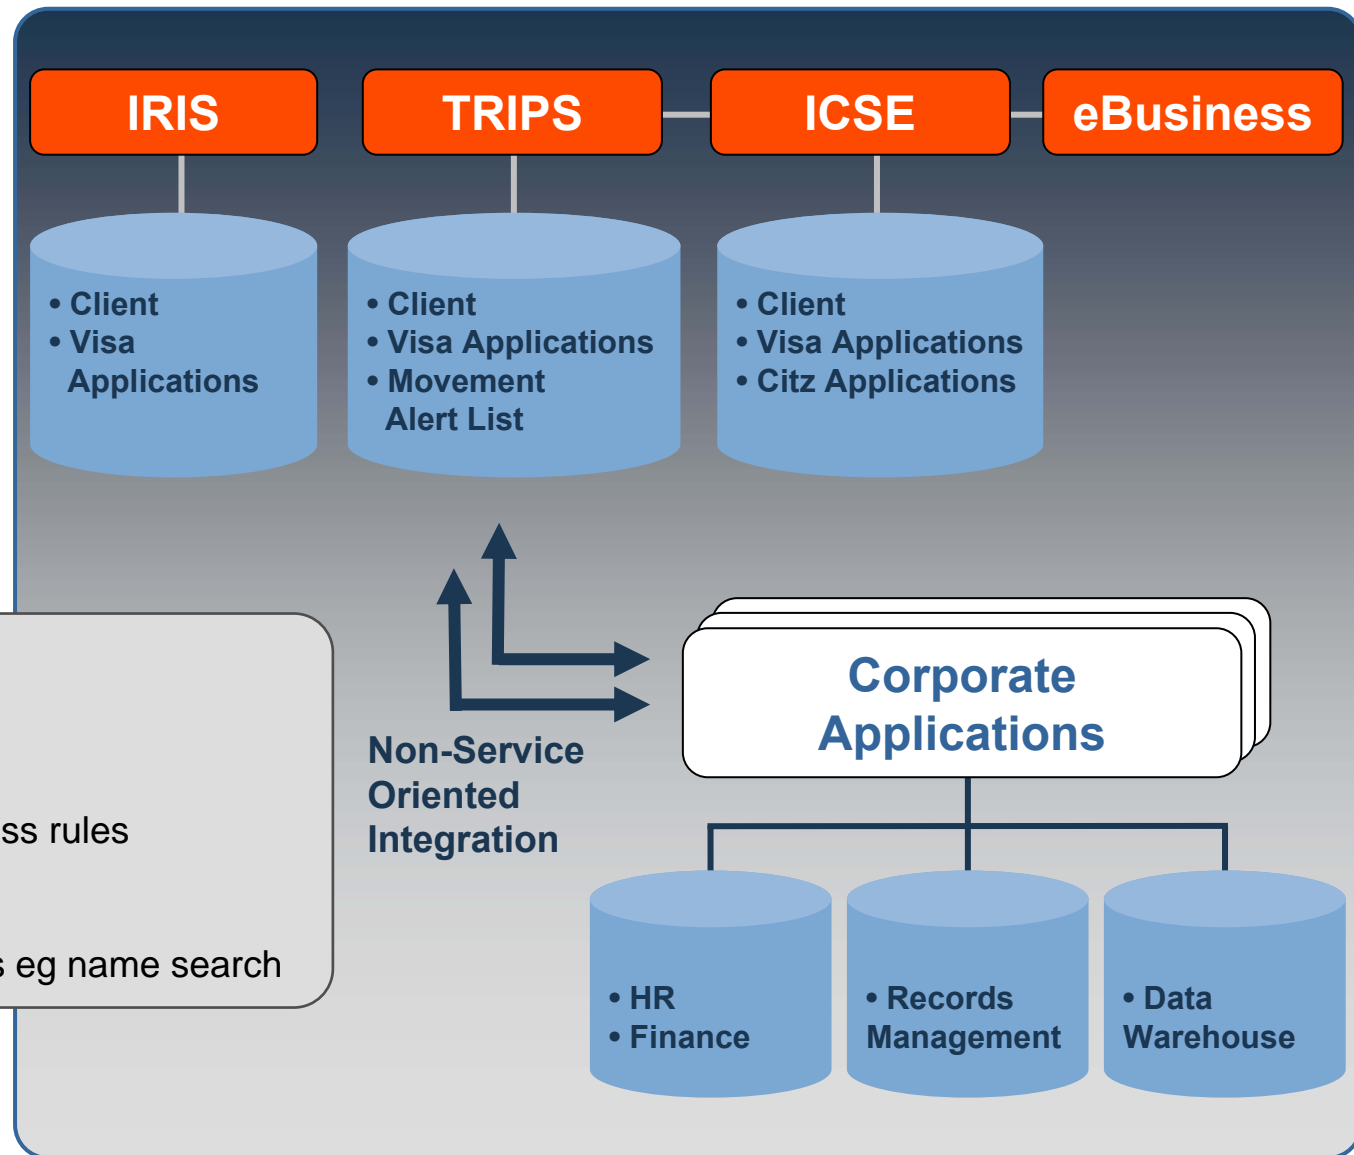 IRIS
TRIPS
ICSE
eBusiness
• Client
• Visa
Applications
• Client
• Visa Applications
• Movement
Alert List
• Client
• Visa Applications
• Citz Applications
Non-Service
Oriented
Integration
Corporate
Applications
ss rules
s eg name search
• HR
• Finance
• Records
Management
• Data
Warehouse